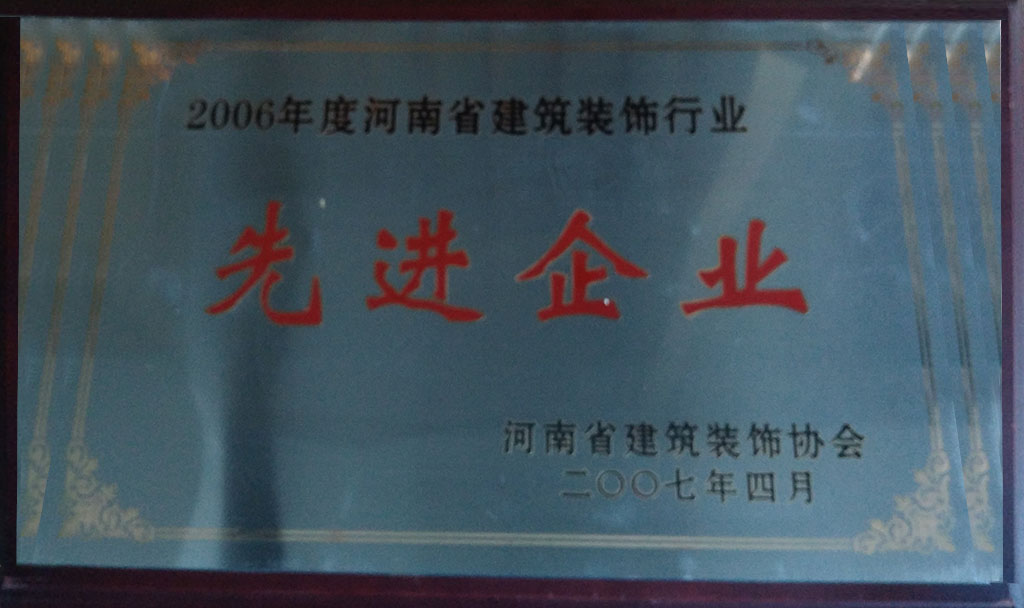 2006年度河南省建筑装饰行业
先进企业
河南省建筑装饰协会
二〇〇七年四月